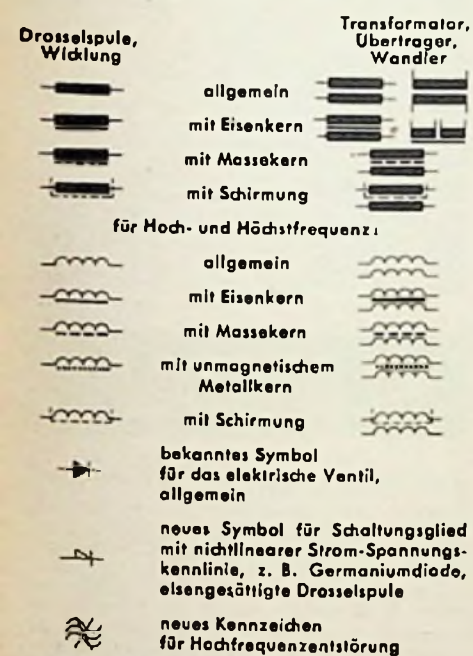 Drosselspule,
Wicklung
Transformator,
Übertrager,
Wandler
allgemein
mit Eisenkern
mit Massekern
mit Schirmung
für Hoch- und Höchstfrequenz:
allgemein
mit Eisenkern
mit Massekern
mit unmagnetischem
Metallkern
mit Schirmung
bekanntes Symbol
für das elektrische Ventil,
allgemein
neues Symbol für Schaltungsglied
mit nichtlinearer Strom-Spannungs-
kennlinie, z. B. Germaniumdiode,
eisengesättigte Drosselspule
neues Kennzeichen
für Hochfrequenzentstörung